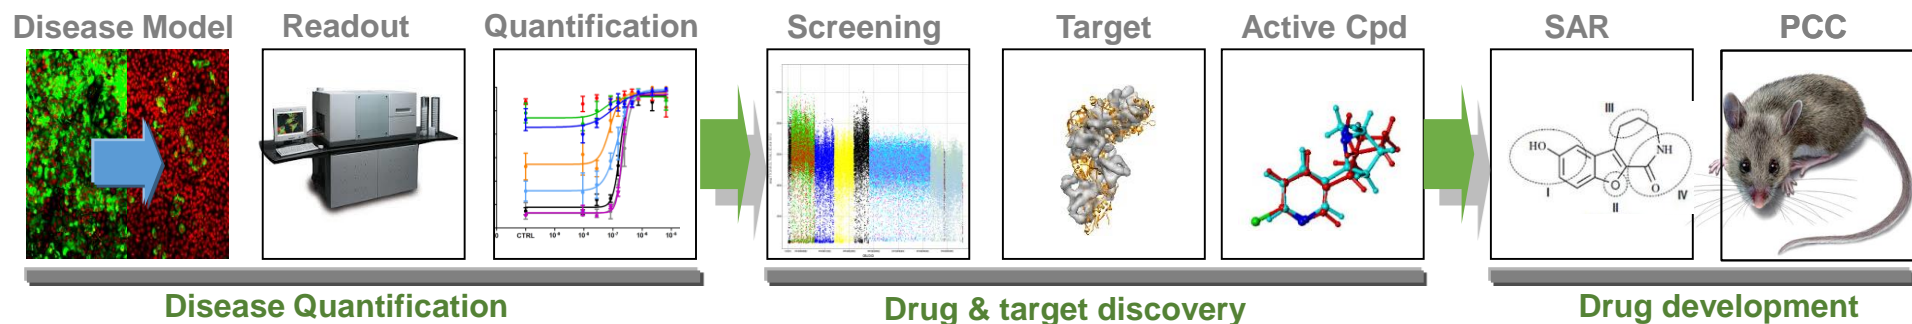 Disease Model
Readout
Quantification
Screening
Target
Active Cpd
SAR
PCC
CTRL
III
HO
NH
O
O
I
II
IV
Disease Quantification
Drug & target discovery
Drug development